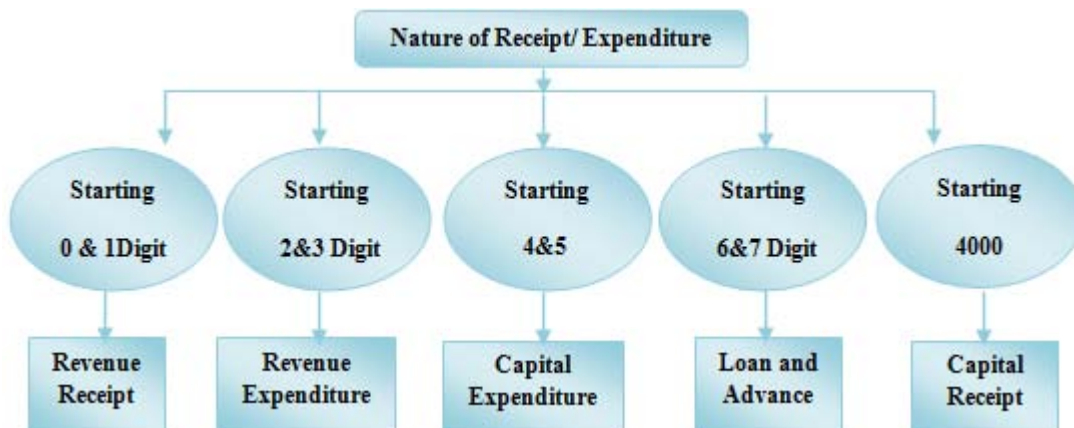 Nature of Receipt/ Expenditure
Starting
0 & 1Digit
Starting
2&3 Digit
Starting
4&5
Starting
6&7 Digit
Starting
4000
Revenue
Receipt
Revenue
Expenditure
Capital
Expenditure
Loan and
Advance
Capital
Receipt